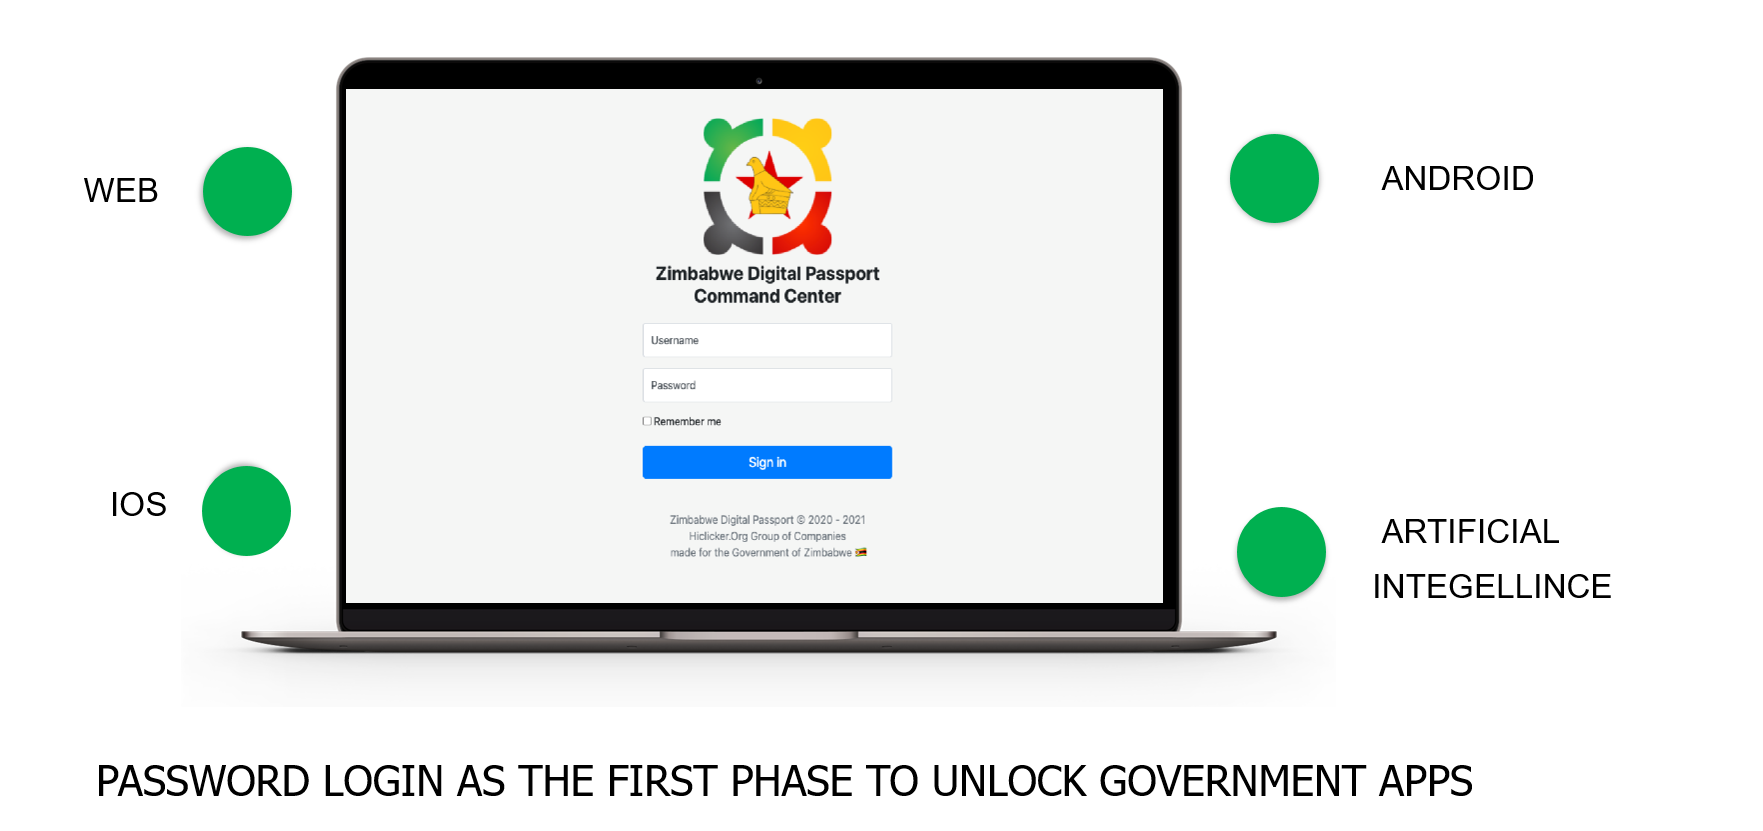 WEB
ANDROID
Zimbabwe Digital Passport
Command Center
Username
Password
Remember me
Sign in
IOS
Zimbabwe Digital Passport © 2020 - 2021
Hiclicker.Org Group of Companies
made for the Government of Zimbabwe 🇿🇼
ARTIFICIAL
INTEGELLINCE
PASSWORD LOGIN AS THE FIRST PHASE TO UNLOCK GOVERNMENT APPS